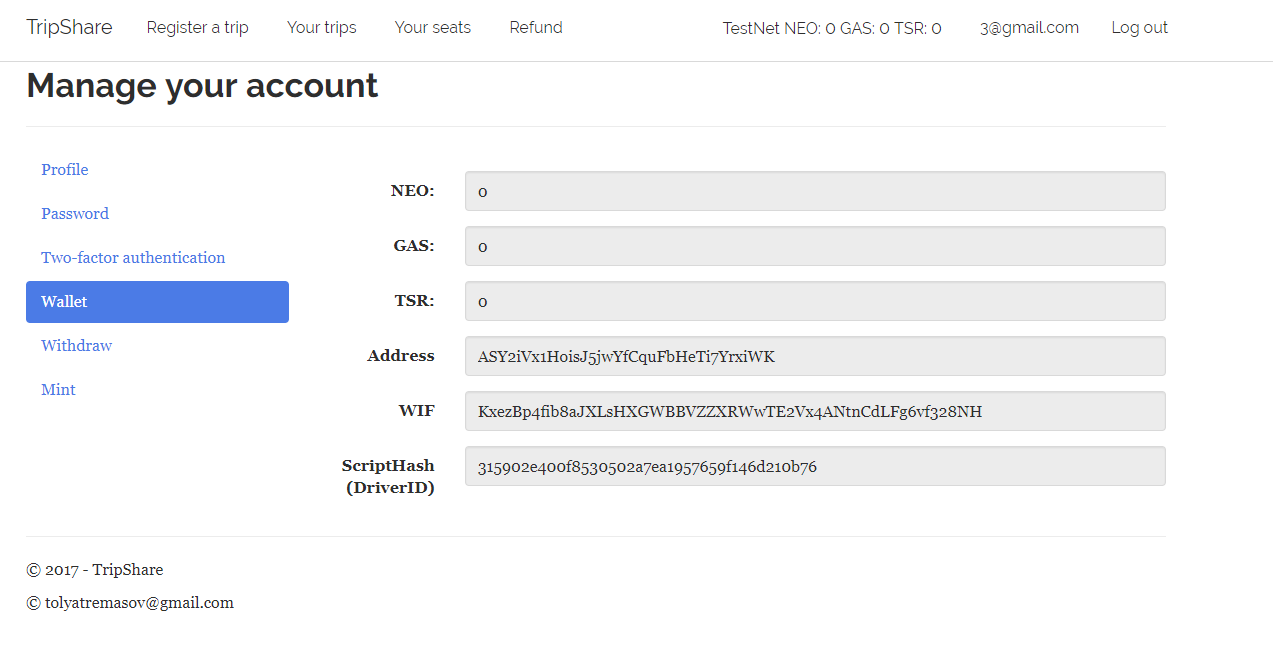 TripShare Register a trip Your trips Your seats Refund TestNet NEO: 0 GAS: 0 TSR: 0 3@gmail.com Log out
Manage your account
Profile
Password
Two-factor authentication
Wallet
Withdraw
Mint
NEO: 0
GAS: 0
TSR: 0
Address ASY2iVx1HoisJ5jwYfCquFbHeTi7YrxiWK
WIF KxezBp4fib8aJXLsHXGWBBVZZXRWwTE2Vx4ANtnCdLFg6vf328NH
ScriptHash
(DriverID) 315902e400f8530502a7ea1957659f146d210b76
© 2017 - TripShare
© tolyatremasov@gmail.com